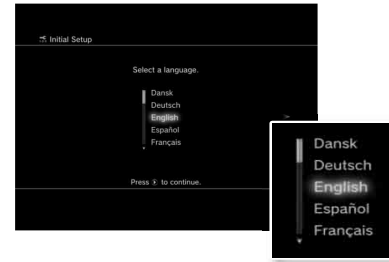 Initial Setup
Select a language.
Dansk
Deutsch
English
Español
Français
Press to continue.
Dansk
Deutsch
English
Español
Français